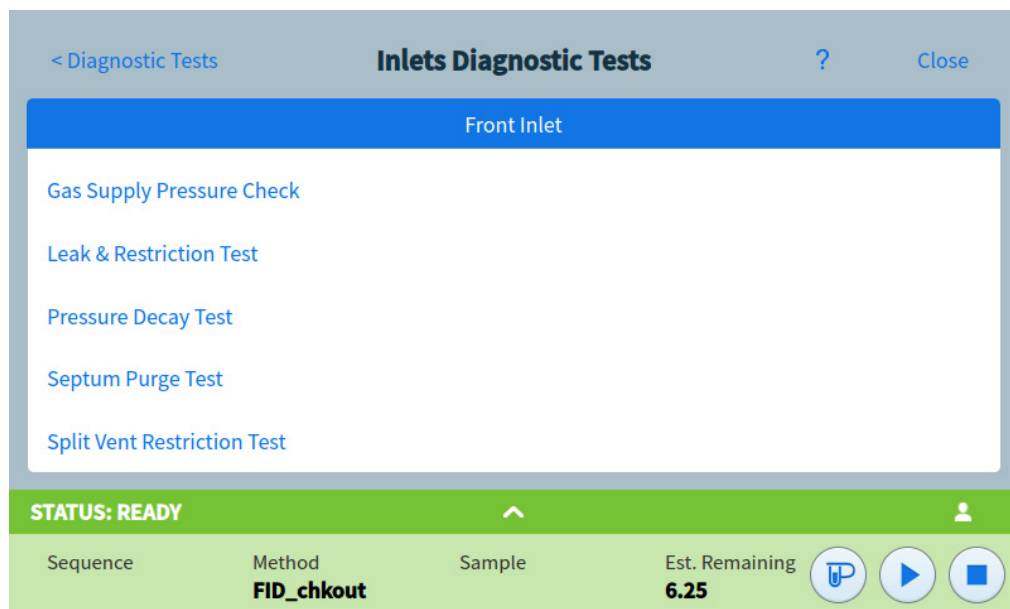 < Diagnostic Tests Inlets Diagnostic Tests ? Close
Front Inlet
Gas Supply Pressure Check
Leak & Restriction Test
Pressure Decay Test
Septum Purge Test
Split Vent Restriction Test
STATUS: READY
Sequence Method Sample Est. Remaining
FID_chkout 6.25